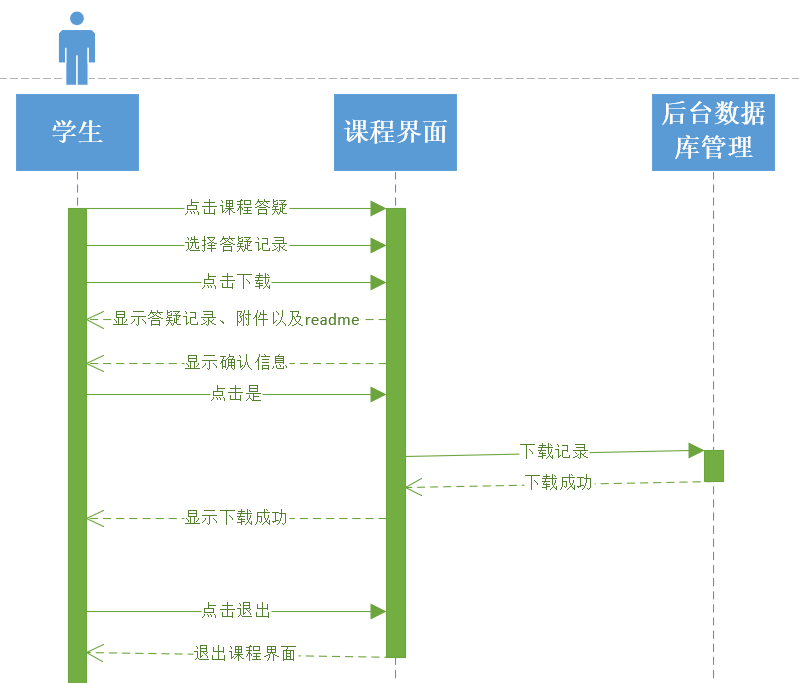 学生
课程界面
后台数据
库管理
点击课程答疑
选择答疑记录
点击下载
显示答疑记录、附件以及readme
显示确认信息
点击是
下载记录
下载成功
显示下载成功
点击退出
退出课程界面